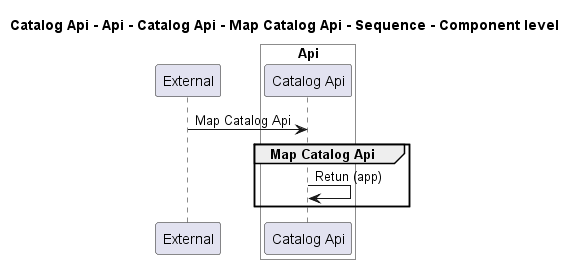 Catalog Api - Api - Catalog Api - Map Catalog Api - Sequence - Component level
Api
External
Catalog Api
Map Catalog Api
Map Catalog Api
Retun (app)
External
Catalog Api